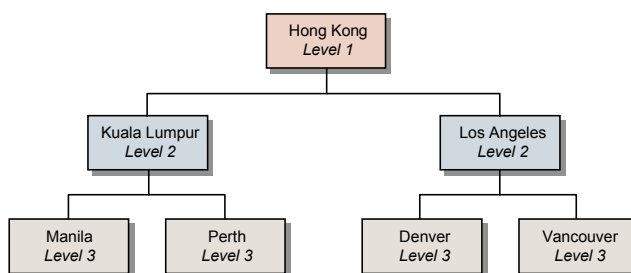 Hong Kong
Level 1
Kuala Lumpur
Level 2
Los Angeles
Level 2
Manila
Level 3
Perth
Level 3
Denver
Level 3
Vancouver
Level 3